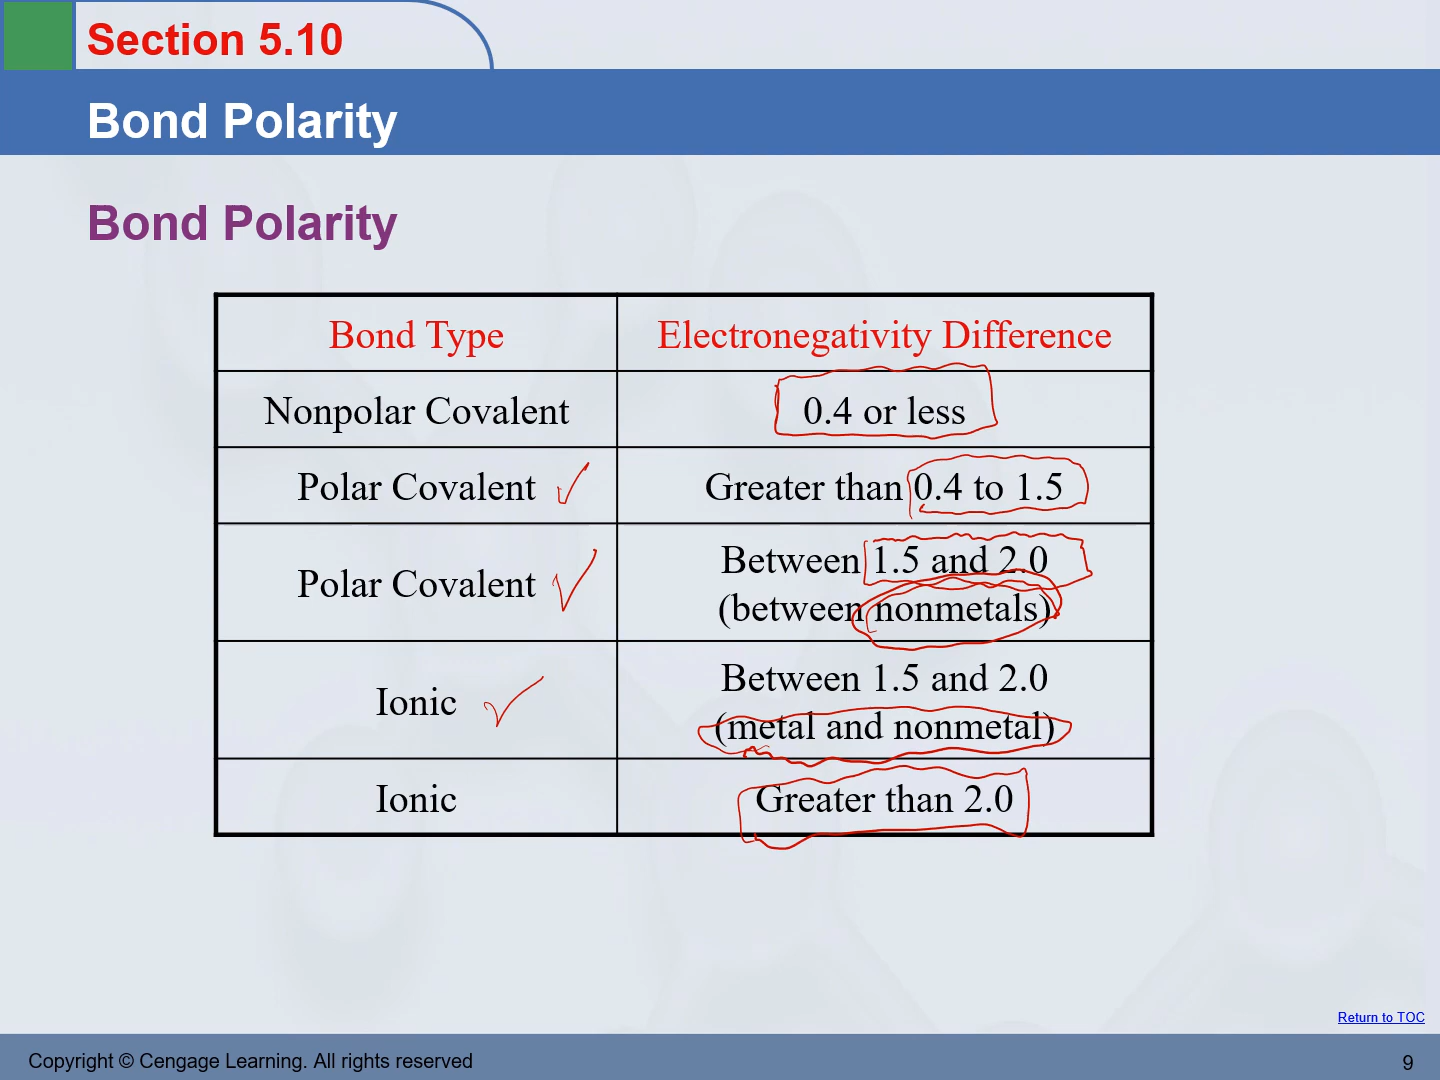 Section 5.10
Bond Polarity
Bond Polarity
Bond Type Electronegativity Difference
Nonpolar Covalent 0.4 or less
Polar Covalent Greater than 0.4 to 1.5
Polar Covalent Between 1.5 and 2.0
(between nonmetals)
Ionic Between 1.5 and 2.0
(metal and nonmetal)
Ionic Greater than 2.0
Return to TOC
Copyright © Cengage Learning. All rights reserved 9